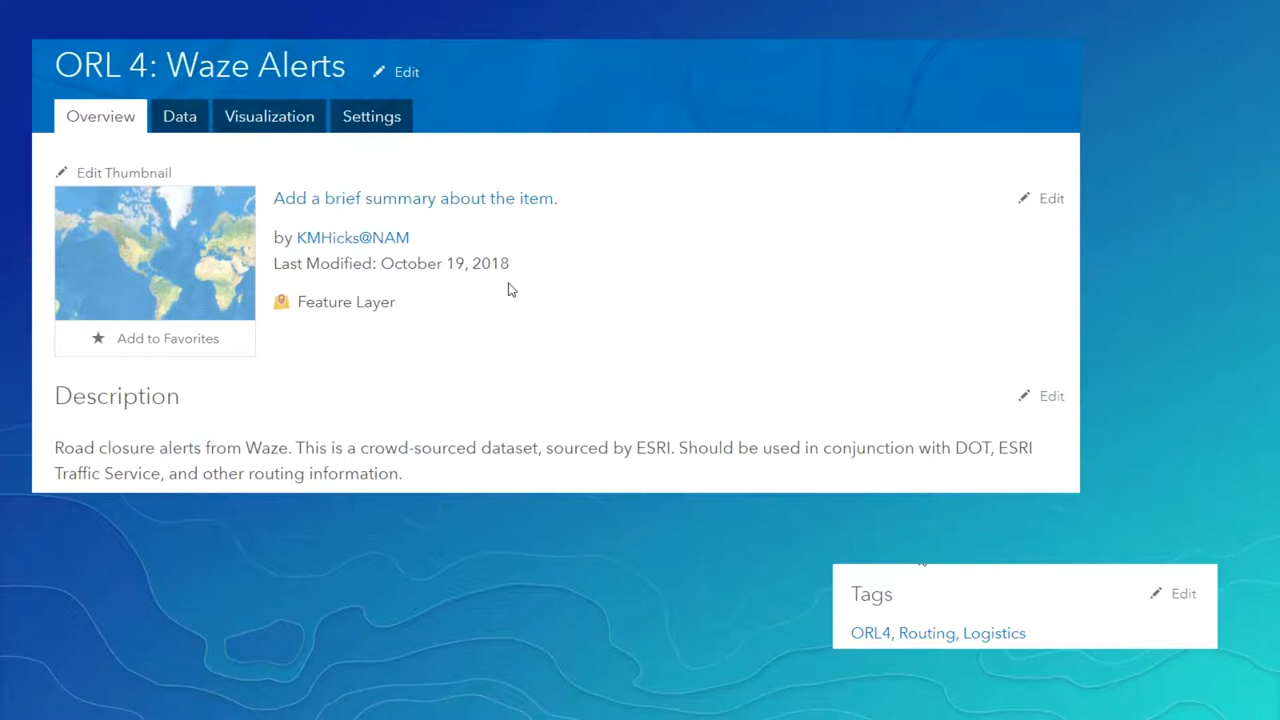 ORL 4: Waze Alerts Edit
Overview Data Visualization Settings
Edit Thumbnail
Add a brief summary about the item. Edit
by KMHicks@NAM
Last Modified: October 19, 2018
Feature Layer
Add to Favorites
Description Edit
Road closure alerts from Waze. This is a crowd-sourced dataset, sourced by ESRI. Should be used in conjunction with DOT, ESRI
Traffic Service, and other routing information.
Tags Edit
ORL4, Routing, Logistics